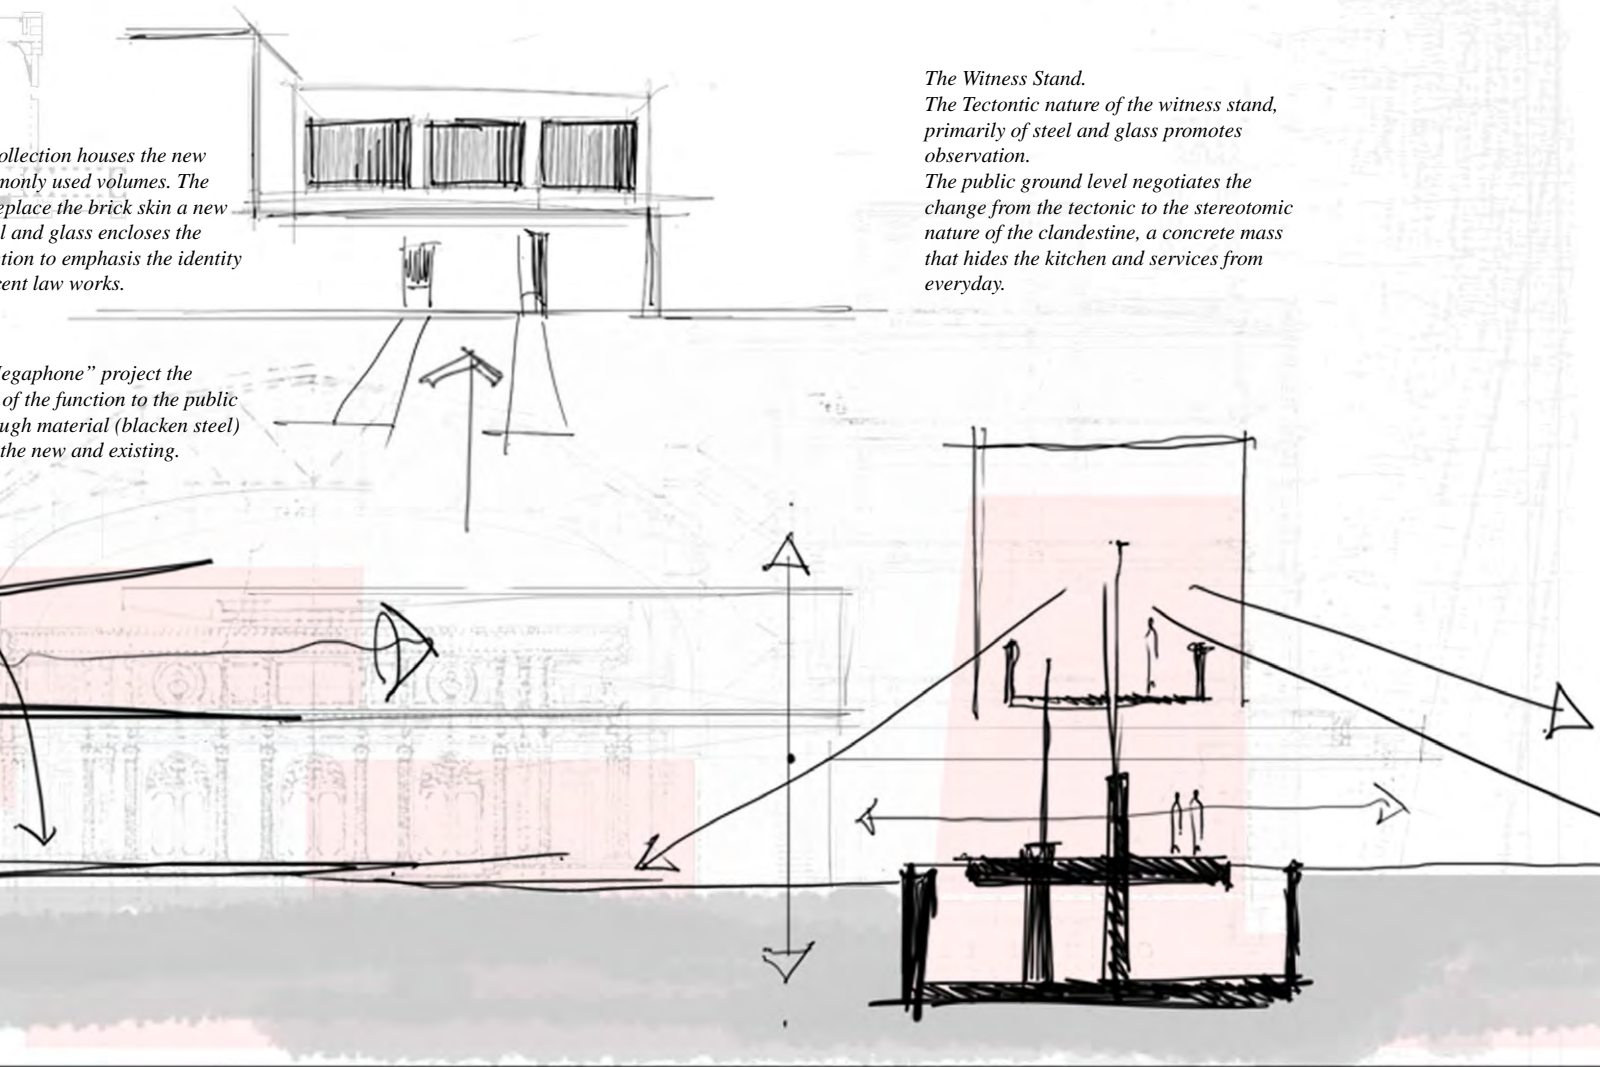 ollection houses the new
monly used volumes. The
eplace the brick skin a new
l and glass encloses the
tion to emphasis the identity
cent law works.
legaphone” project the
of the function to the public
ugh material (blacken steel)
the new and existing.
The Witness Stand.
The Tectontic nature of the witness stand,
primarily of steel and glass promotes
observation.
The public ground level negotiates the
change from the tectonic to the stereotomic
nature of the clandestine, a concrete mass
that hides the kitchen and services from
everyday.